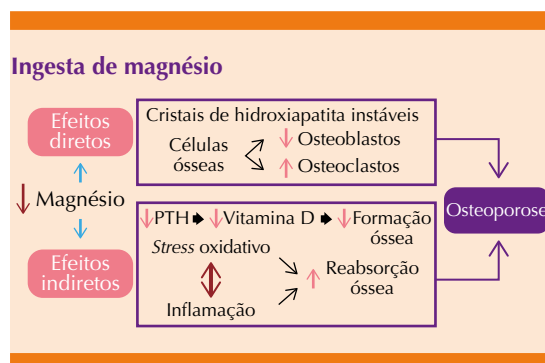 Ingesta de magnésio
Efeitos
diretos
Magnésio
Efeitos
indiretos
Cristais de hidroxiapatita instáveis
Células
ósseas
Osteoblastos
Osteoclastos
PTH
Vitamina D
Formação
óssea
Stress oxidativo
Inflamação
Reabsorção
óssea
Osteoporose